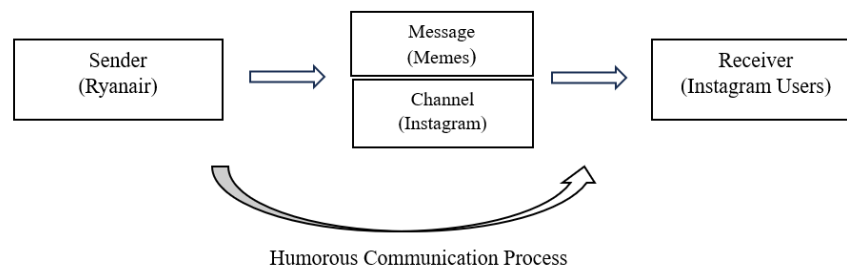 Sender
(Ryanair)
Message
(Memes)
Channel
(Instagram)
Receiver
(Instagram Users)
Humorous Communication Process